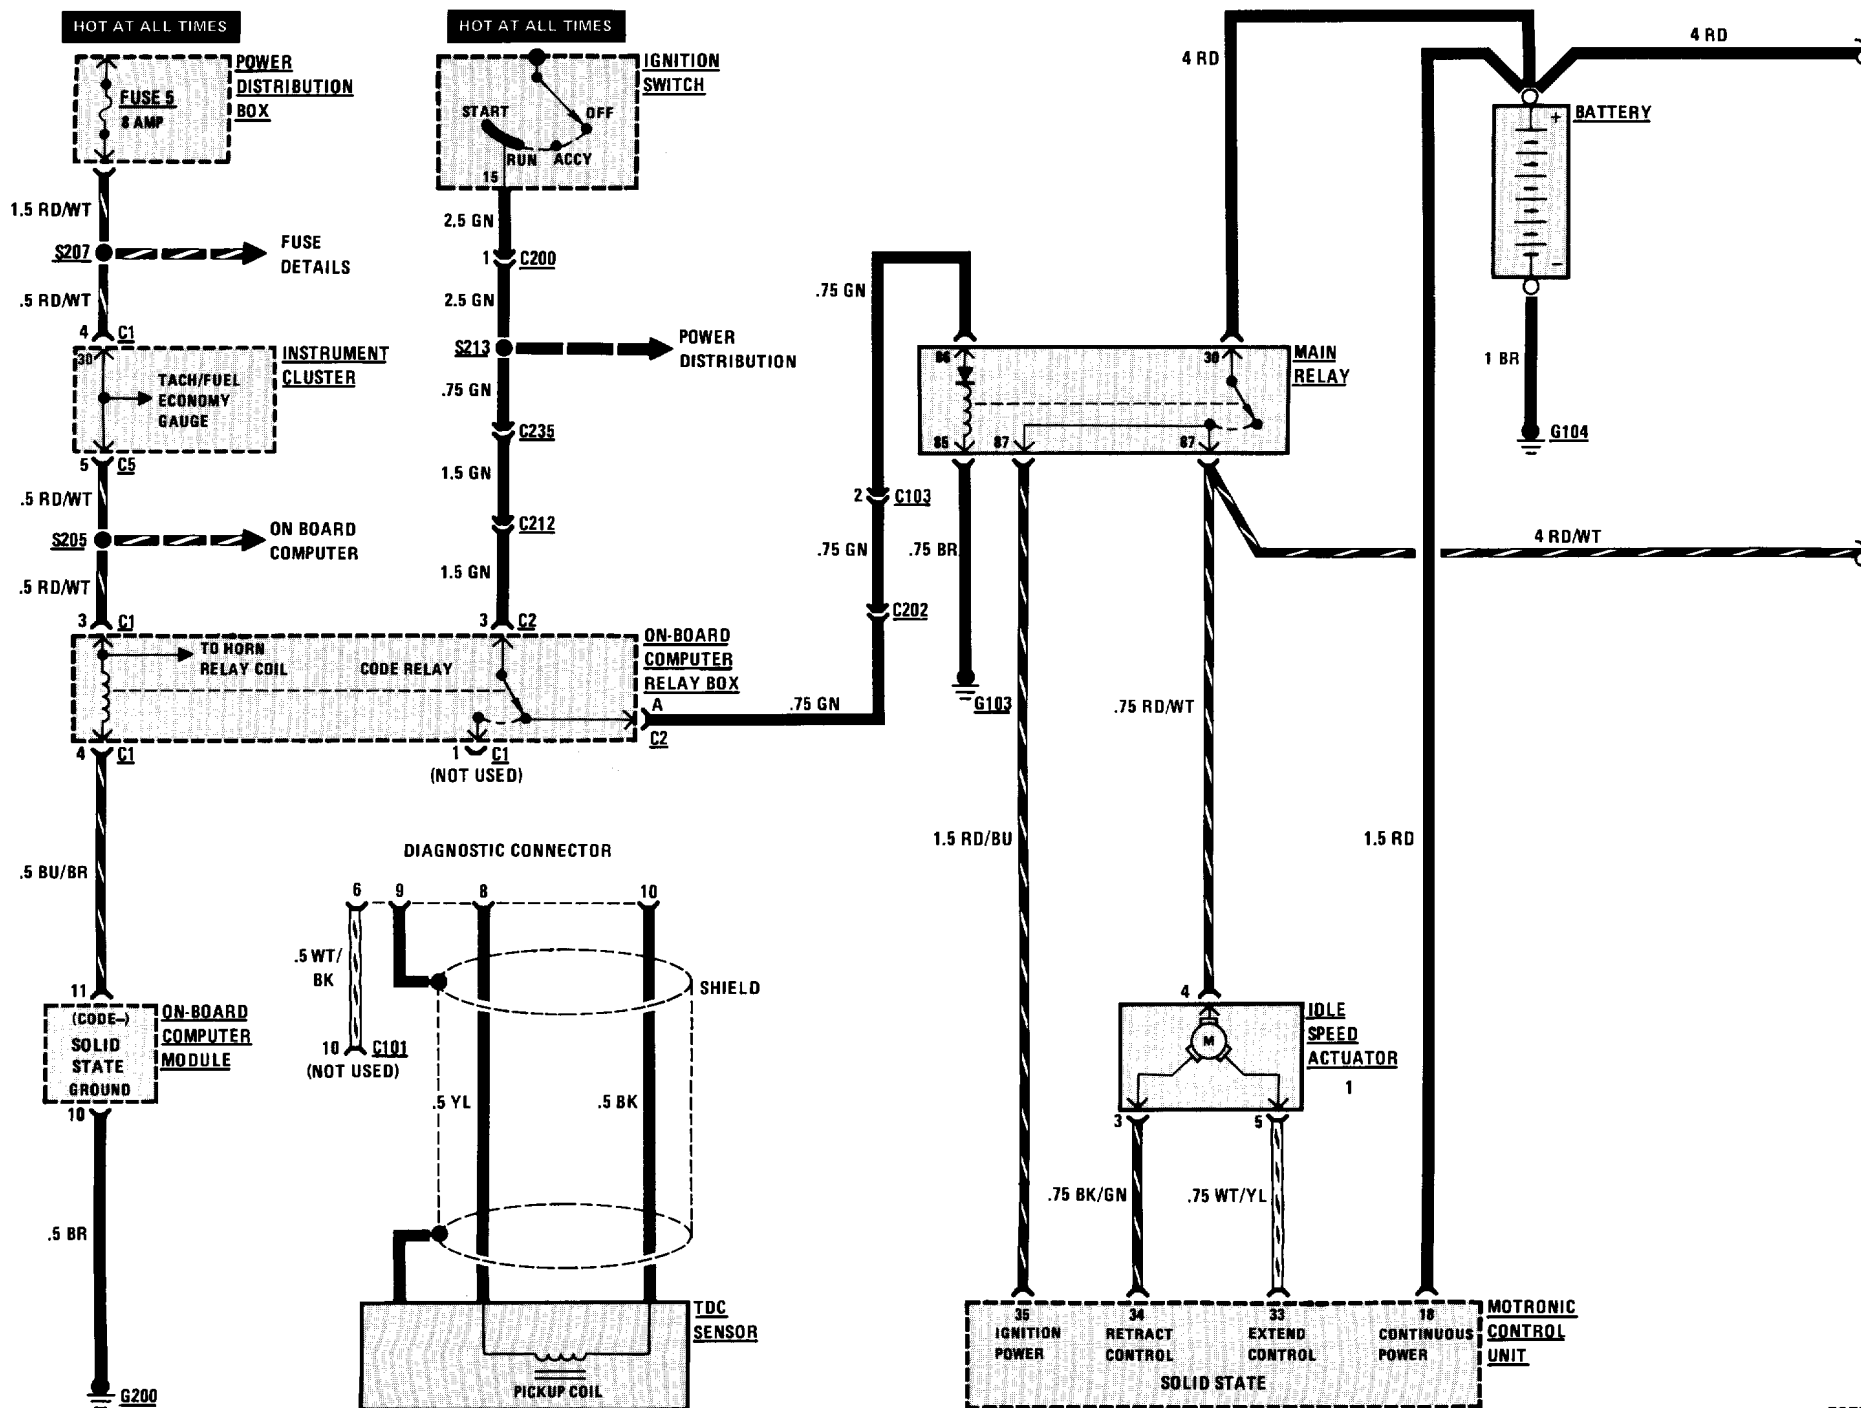 HOT AT ALL TIMES
HOT AT ALL TIMES
POWER
DISTRIBUTION
BOX
FUSE 5
8 AMP
1.5 RD/WT
S207
FUSE
DETAILS
.5 RD/WT
4 C1
30
INSTRUMENT
CLUSTER
TACH/FUEL
ECONOMY
GAUGE
5 C5
.5 RD/WT
S205
ON BOARD
COMPUTER
.5 RD/WT
3 C1
IGNITION
SWITCH
START
OFF
RUN ACCY
15
2.5 GN
1 C200
2.5 GN
S213
POWER
DISTRIBUTION
.75 GN
C235
1.5 GN
C212
1.5 GN
3 C2
TO HORN
RELAY COIL
CODE RELAY
ON-BOARD
COMPUTER
RELAY BOX
A
C2
4 C1
1 C1
(NOT USED)
.75 GN
.5 BU/BR
11
(CODE–)
SOLID
STATE
GROUND
ON-BOARD
COMPUTER
MODULE
10
.5 BR
G200
DIAGNOSTIC CONNECTOR
6 9 8 10
.5 WT/
BK
SHIELD
10 C101
(NOT USED)
.5 YL
.5 BK
TDC
SENSOR
PICKUP COIL
4 RD
4 RD
BATTERY
+
–
1 BR
G104
.75 GN
86
30
MAIN
RELAY
85
87
87
2 C103
.75 GN
.75 BR
C202
G103
4 RD/WT
.75 RD/WT
1.5 RD/BU
1.5 RD
4
M
IDLE
SPEED
ACTUATOR
1
3
5
.75 BK/GN
.75 WT/YL
35
IGNITION
POWER
34
RETRACT
CONTROL
33
EXTEND
CONTROL
18
CONTINUOUS
POWER
SOLID STATE
MOTRONIC
CONTROL
UNIT